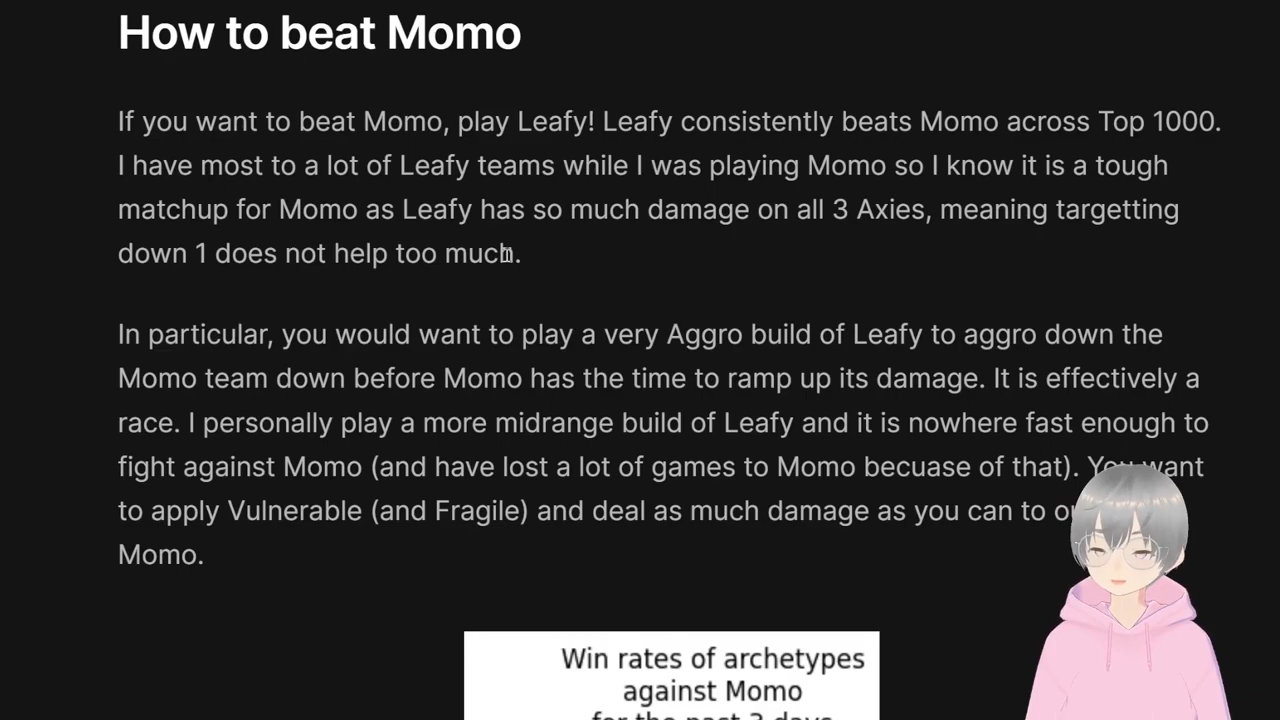 How to beat Momo
If you want to beat Momo, play Leafy! Leafy consistently beats Momo across Top 1000.
I have most to a lot of Leafy teams while I was playing Momo so I know it is a tough
matchup for Momo as Leafy has so much damage on all 3 Axies, meaning targetting
down 1 does not help too much.
In particular, you would want to play a very Aggro build of Leafy to aggro down the
Momo team down before Momo has the time to ramp up its damage. It is effectively a
race. I personally play a more midrange build of Leafy and it is nowhere fast enough to
fight against Momo (and have lost a lot of games to Momo becuase of that). You want
to apply Vulnerable (and Fragile) and deal as much damage as you can to
Momo.
Win rates of archetypes
against Momo
for the past 3 days